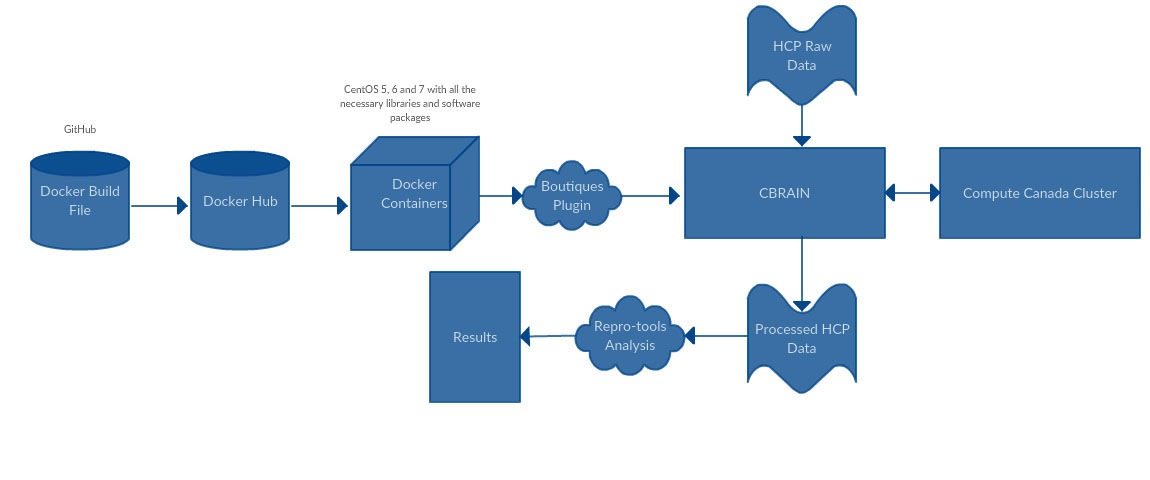 HCP Raw
Data
CentOS 5, 6 and 7 with all the
necessary libraries and software
packages
GitHub
Docker Build
File
Docker Hub
Docker
Containers
Boutiques
Plugin
CBRAIN
Compute Canada Cluster
Results
Repro-tools
Analysis
Processed HCP
Data